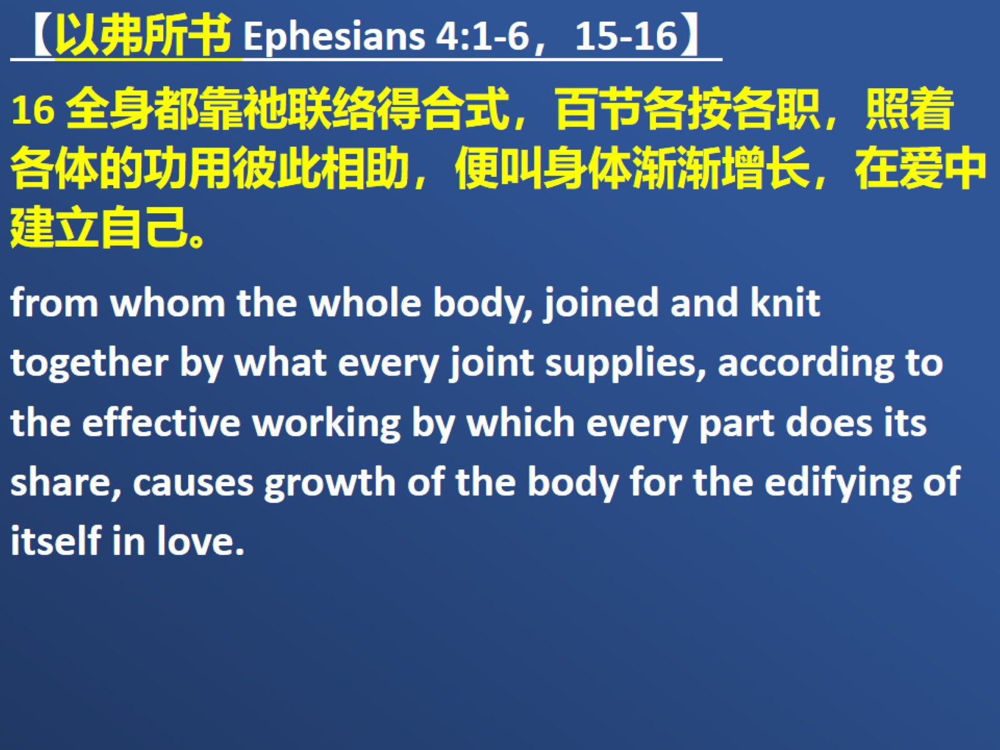 【以弗所书 Ephesians 4:1-6，15-16】
16 全身都靠祂联络得合式，百节各按各职，照着
各体的功用彼此相助，便叫身体渐渐增长，在爱中
建立自己。
from whom the whole body, joined and knit
together by what every joint supplies, according to
the effective working by which every part does its
share, causes growth of the body for the edifying of
itself in love.